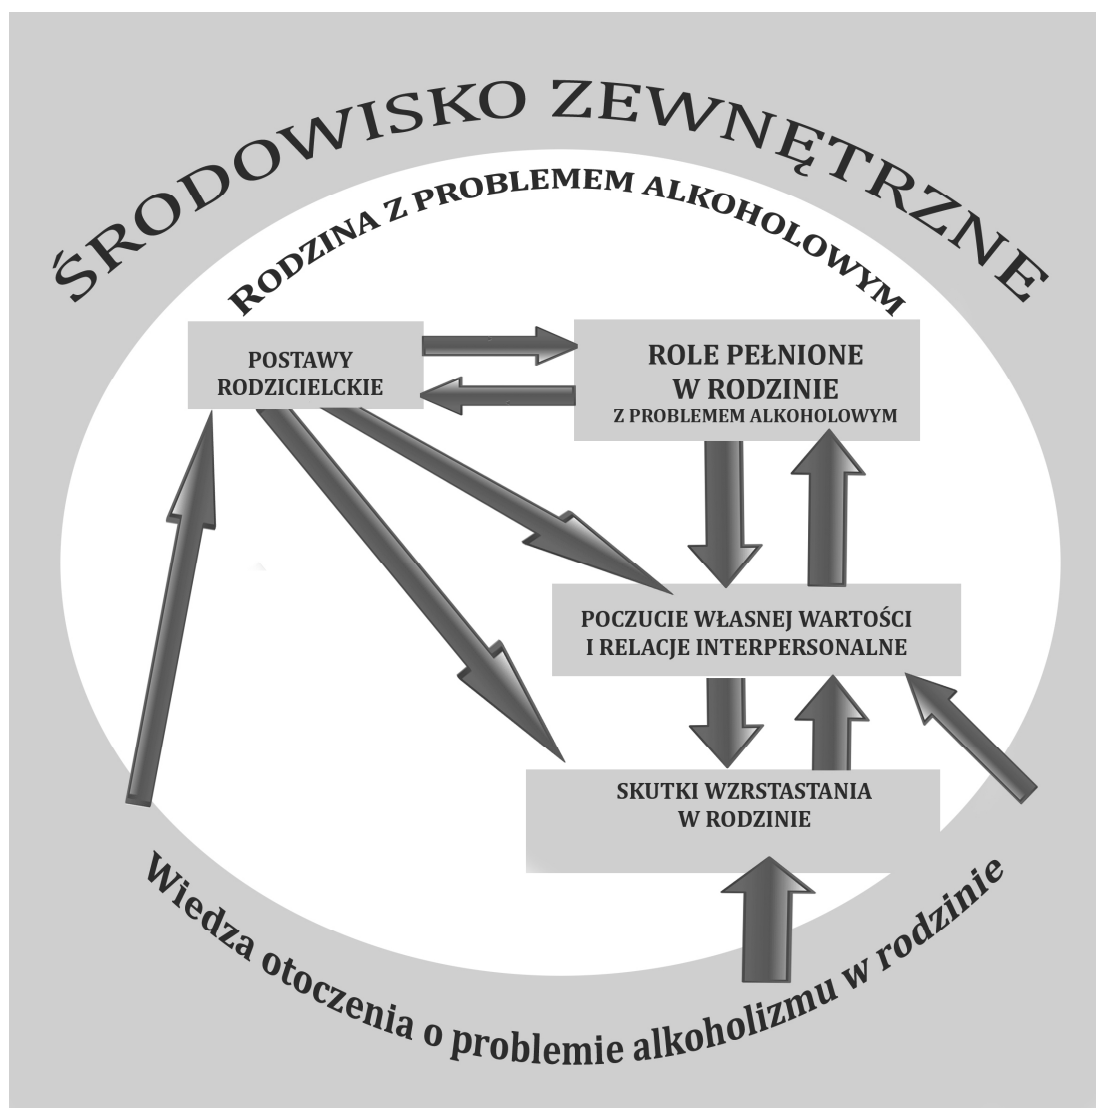 ŚRODOWISKO ZEWNĘTRZNE
RODZINA Z PROBLEMEM ALKOHOLOWYM
POSTAWY
RODZICIELCKIE
ROLE PEŁNIONE
W RODZINIE
Z PROBLEMEM ALKOHOLOWYM
POCZUCIE WŁASNEJ WARTOŚCI
I RELACJE INTERPERSONALNE
SKUTKI WZRSTASTANIA
W RODZINIE
Wiedza otoczenia o problemie alkoholizmu w rodzinie